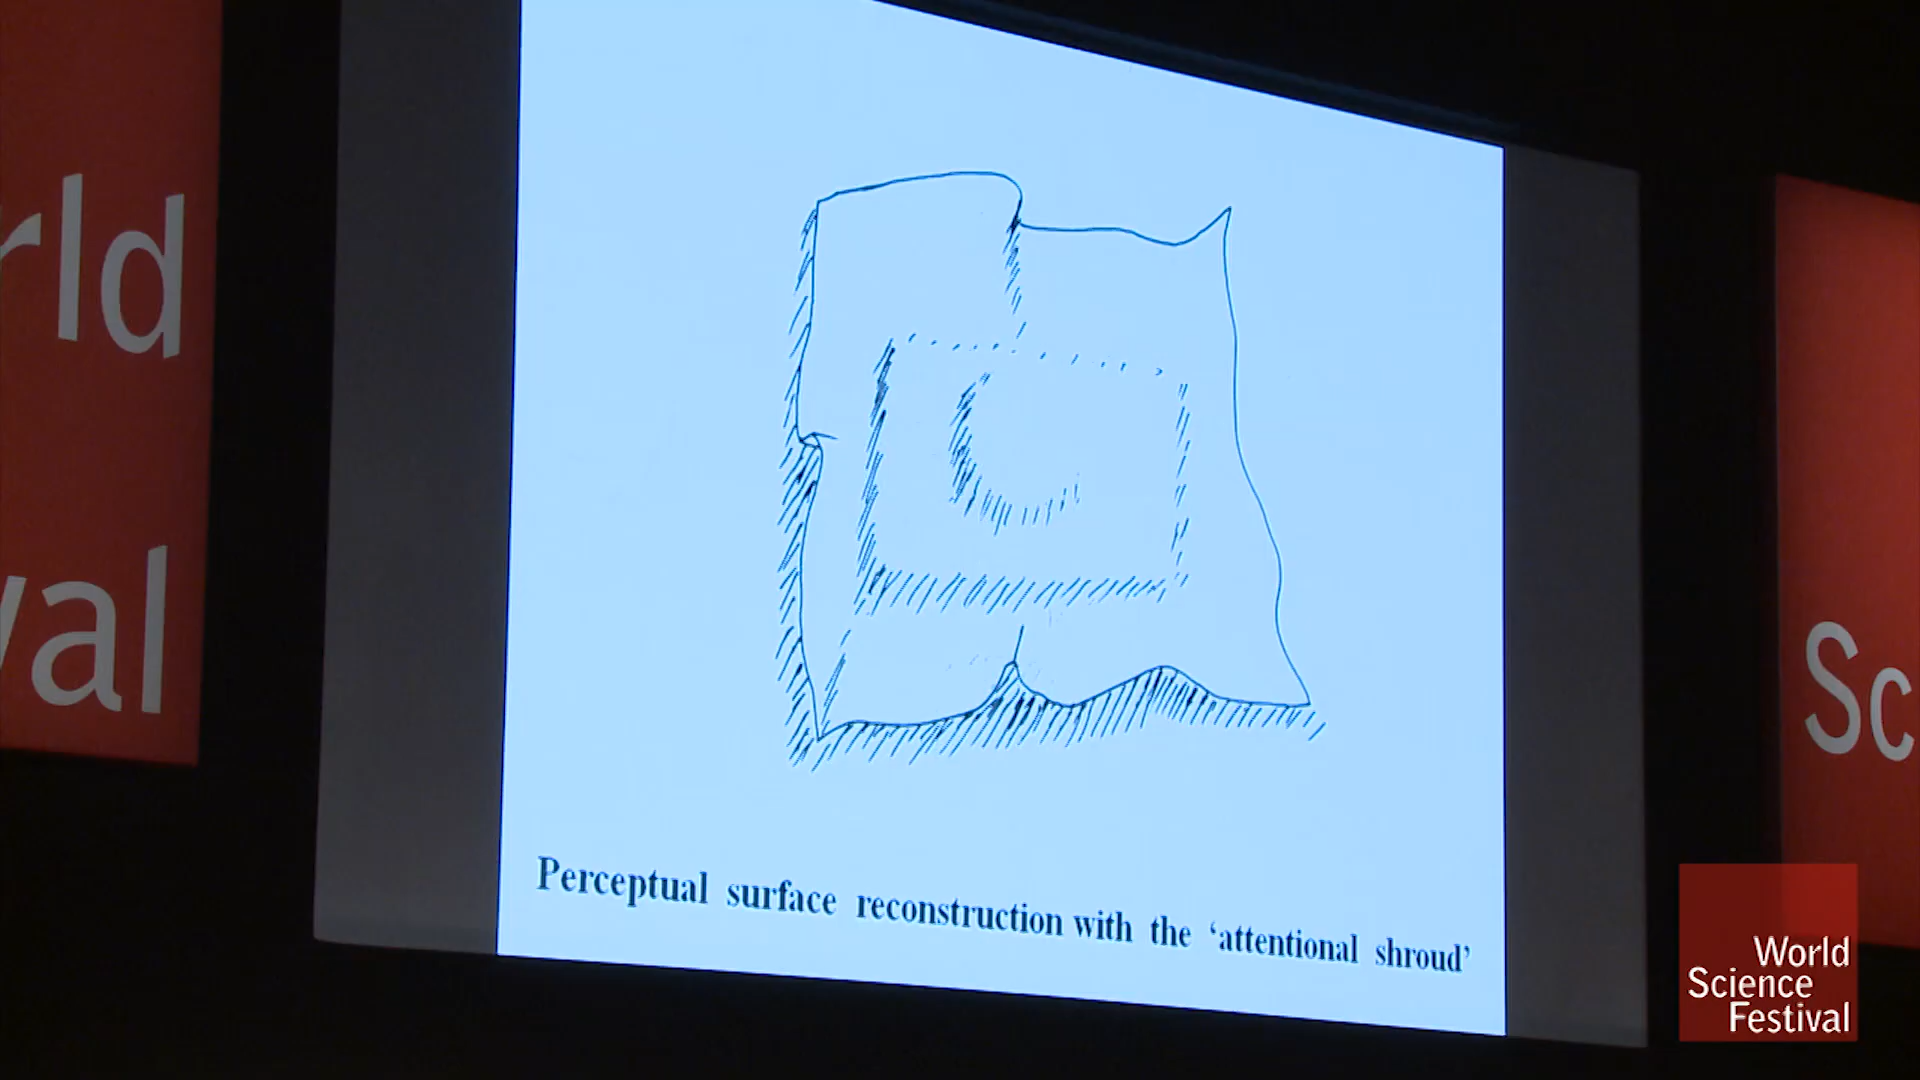 rld
val
Perceptual surface reconstruction with the ‘attentional shroud’
Sc
World
Science
Festival